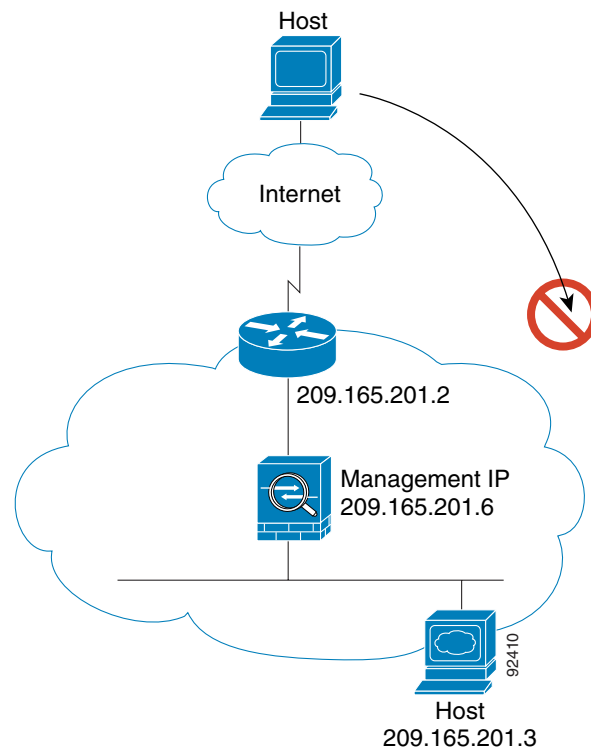 Host
Internet
209.165.201.2
Management IP
209.165.201.6
92410
Host
209.165.201.3